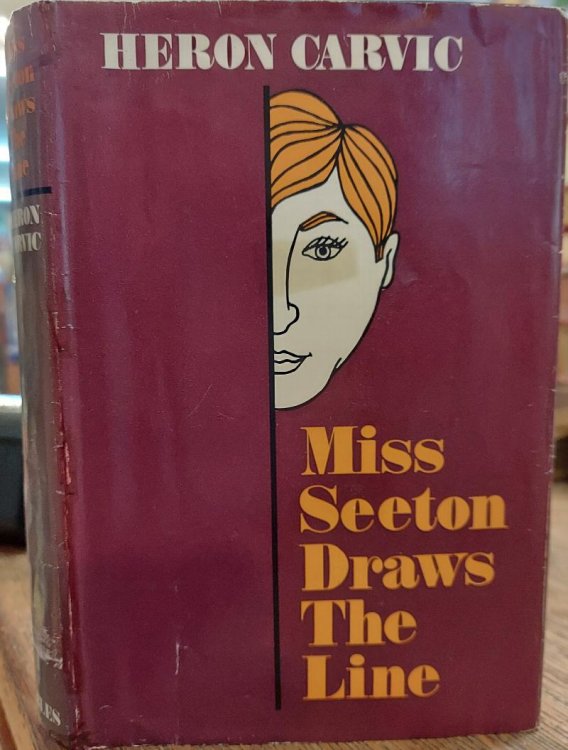 HERON CARVIC
Miss
Seeton
Draws
The
Line